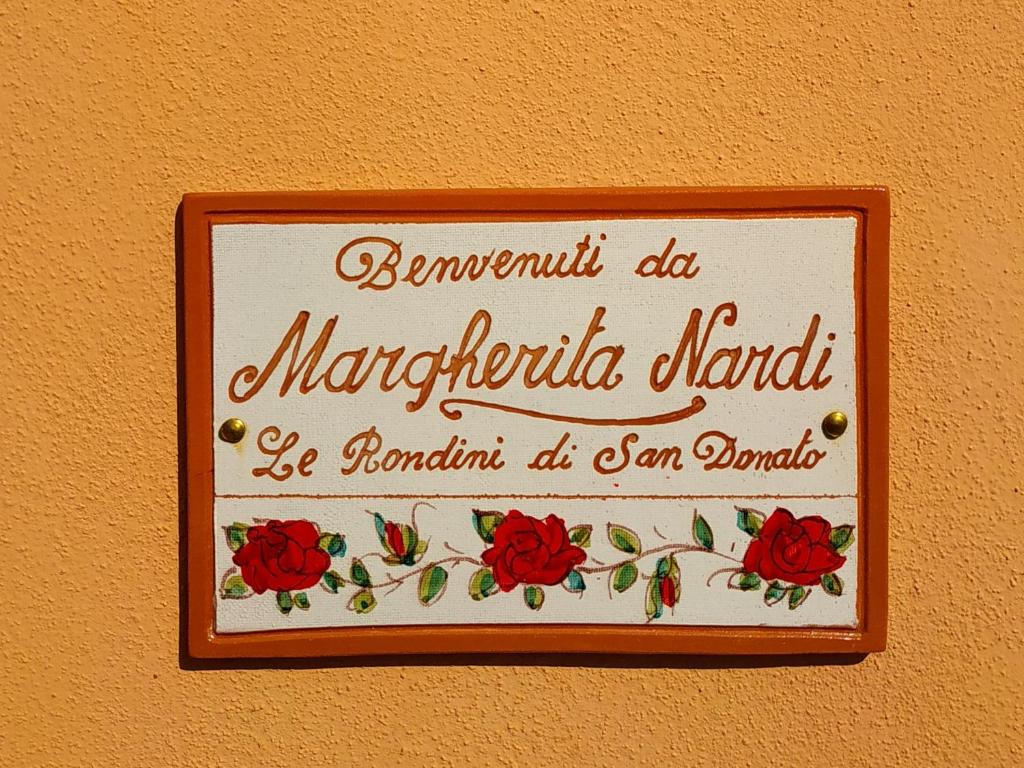 Benvenuti da
Margherita Nardi
Le Rondini di San Donato